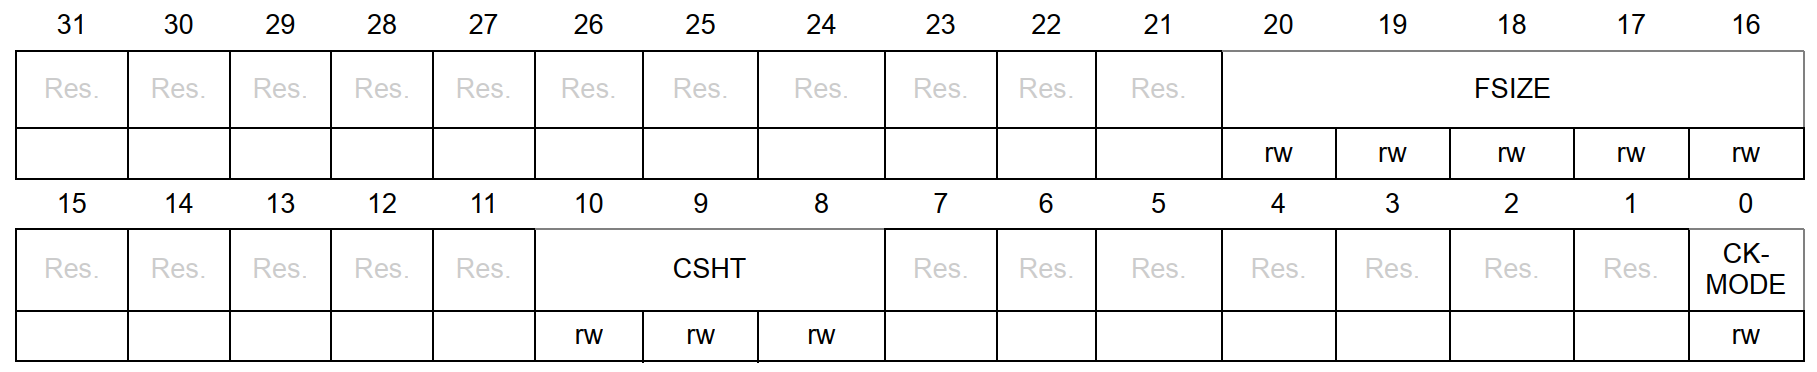 31 30 29 28 27 26 25 24 23 22 21 20 19 18 17 16
Res. Res. Res. Res. Res. Res. Res. Res. Res. Res. Res. FSIZE
rw rw rw rw rw
15 14 13 12 11 10 9 8 7 6 5 4 3 2 1 0
Res. Res. Res. Res. Res. CSHT Res. Res. Res. Res. Res. Res. Res. CK-
MODE
rw rw rw rw